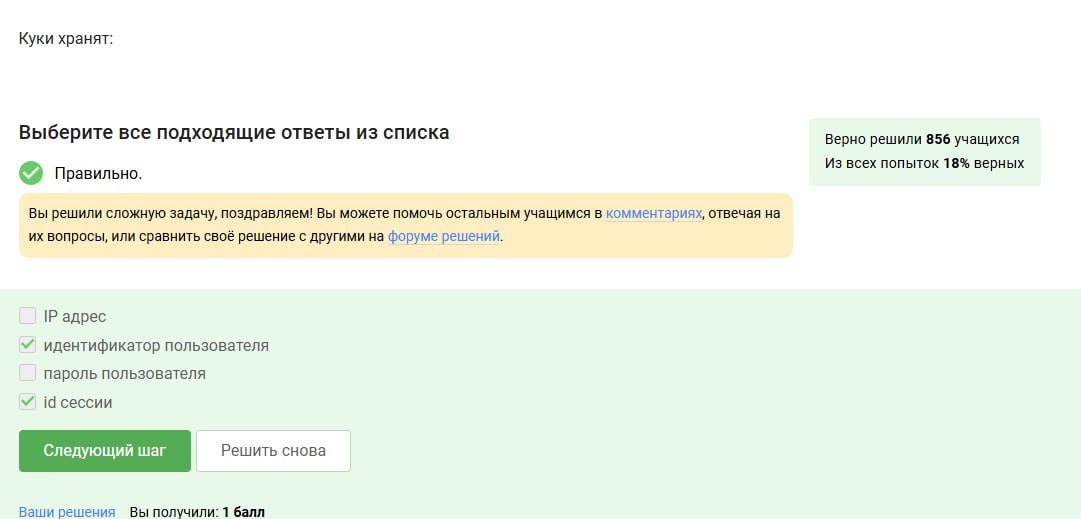 Куки хранят:
Выберите все подходящие ответы из списка
Верно решили 856 учащихся
Из всех попыток 18% верных
Правильно.
Вы решили сложную задачу, поздравляем! Вы можете помочь остальным учащимся в комментариях, отвечая на
их вопросы, или сравнить своё решение с другими на форуме решений.
IP адрес
идентификатор пользователя
пароль пользователя
id сессии
Следующий шаг
Решить снова
Ваши решения Вы получили: 1 балл